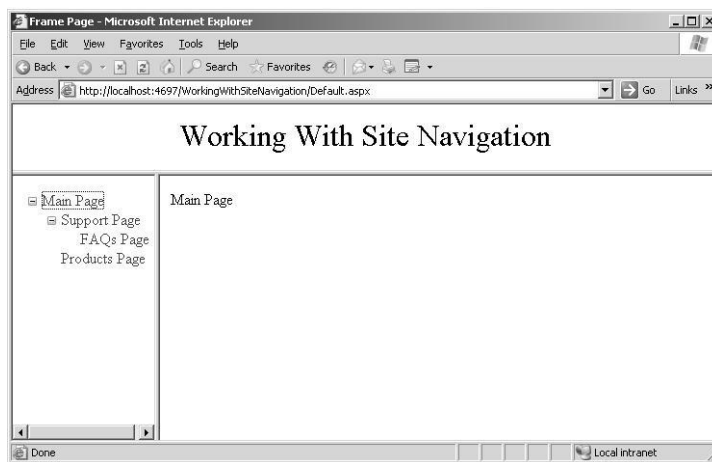 Frame Page - Microsoft Internet Explorer
File Edit View Favorites Tools Help
Back Search Favorites
Address http://localhost:4697/WorkingWithSiteNavigation/Default.aspx Go Links »
Working With Site Navigation
Main Page
Support Page
FAQs Page
Products Page
Main Page
Done Local intranet